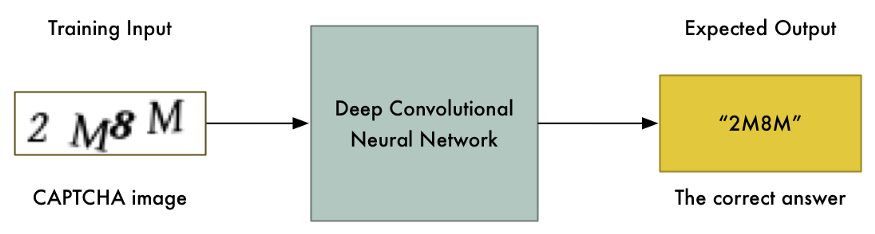 Training Input
Expected Output
2 M8 M
Deep Convolutional
Neural Network
“2M8M”
CAPTCHA image
The correct answer